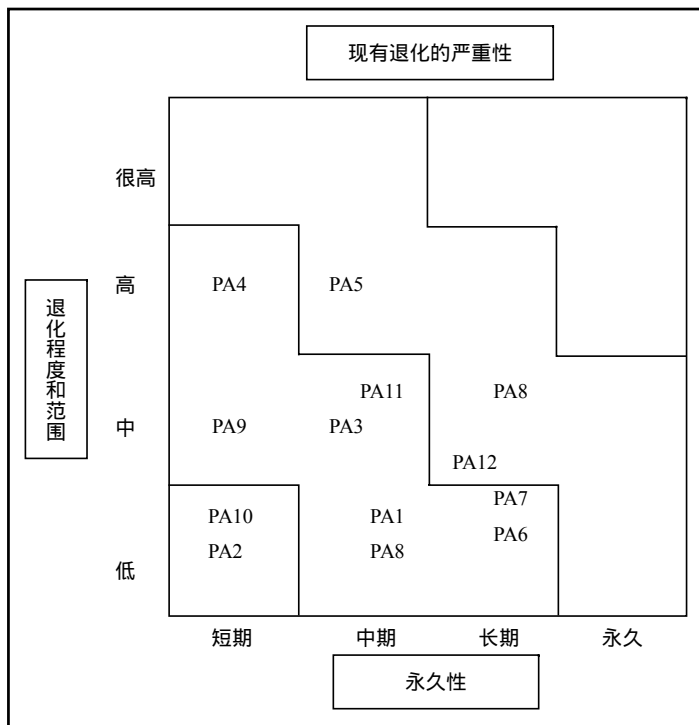 现有退化的严重性
很高
高
PA4
PA5
退化程度和范围
PA11
PA8
中
PA9
PA3
PA12
PA7
PA10
PA1
PA6
PA2
PA8
低
短期
中期
长期
永久
永久性